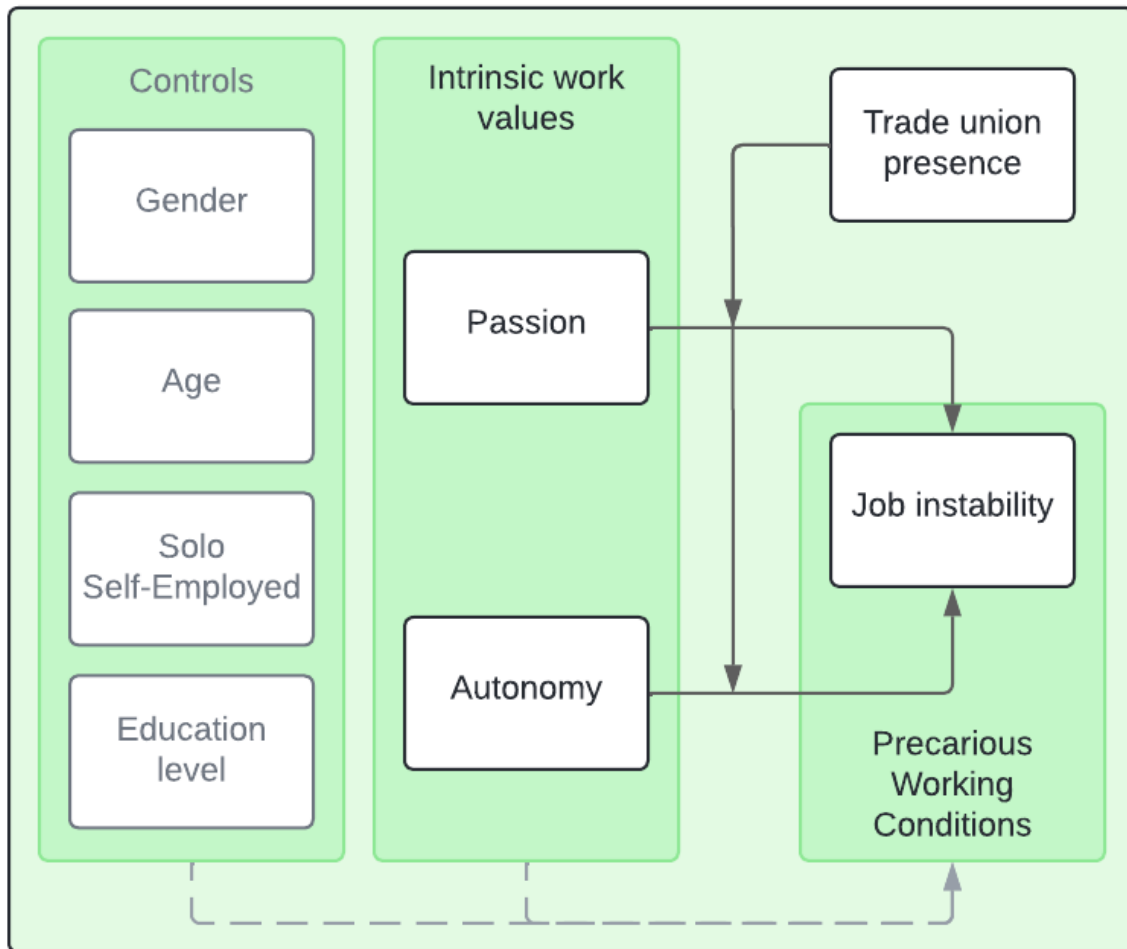 Controls
Gender
Age
Solo
Self-Employed
Education
level
Intrinsic work
values
Passion
Autonomy
Trade union
presence
Job instability
Precarious
Working
Conditions